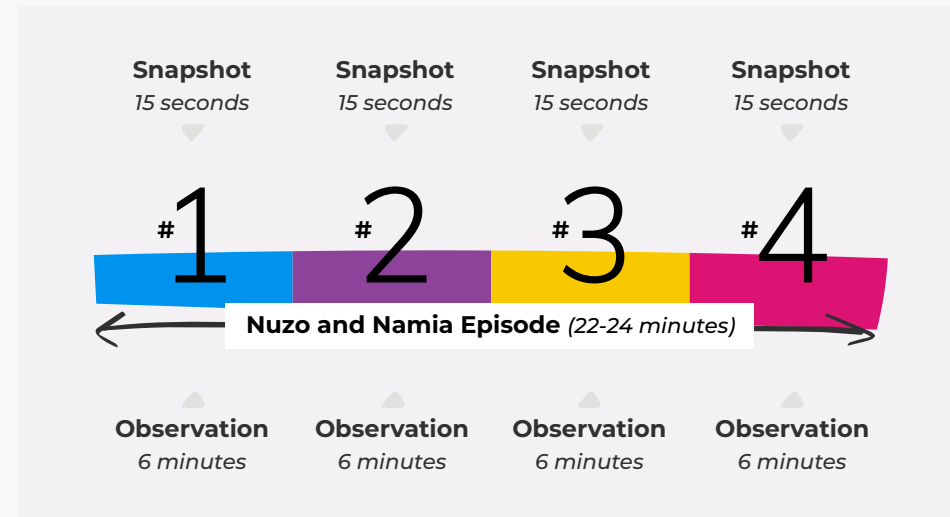 Snapshot Snapshot Snapshot Snapshot
15 seconds 15 seconds 15 seconds 15 seconds
#1 #2 #3 #4
Nuzo and Namia Episode (22-24 minutes)
Observation Observation Observation Observation
6 minutes 6 minutes 6 minutes 6 minutes